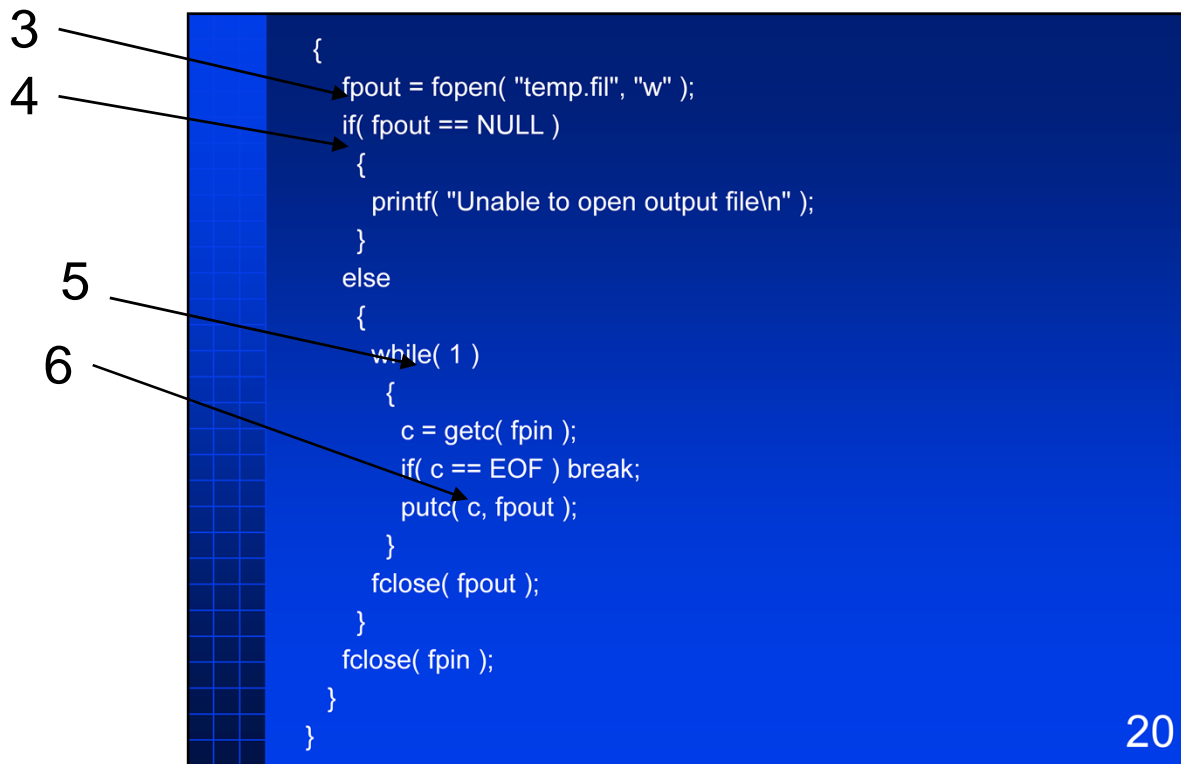 3
4
5
6
{
fpout = fopen( "temp.fil", "w" );
if( fpout == NULL )
{
printf( "Unable to open output file\n" );
}
else
{
while( 1 )
{
c = getc( fpin );
if( c == EOF ) break;
putc( c, fpout );
}
fclose( fpout );
}
fclose( fpin );
}
}
20